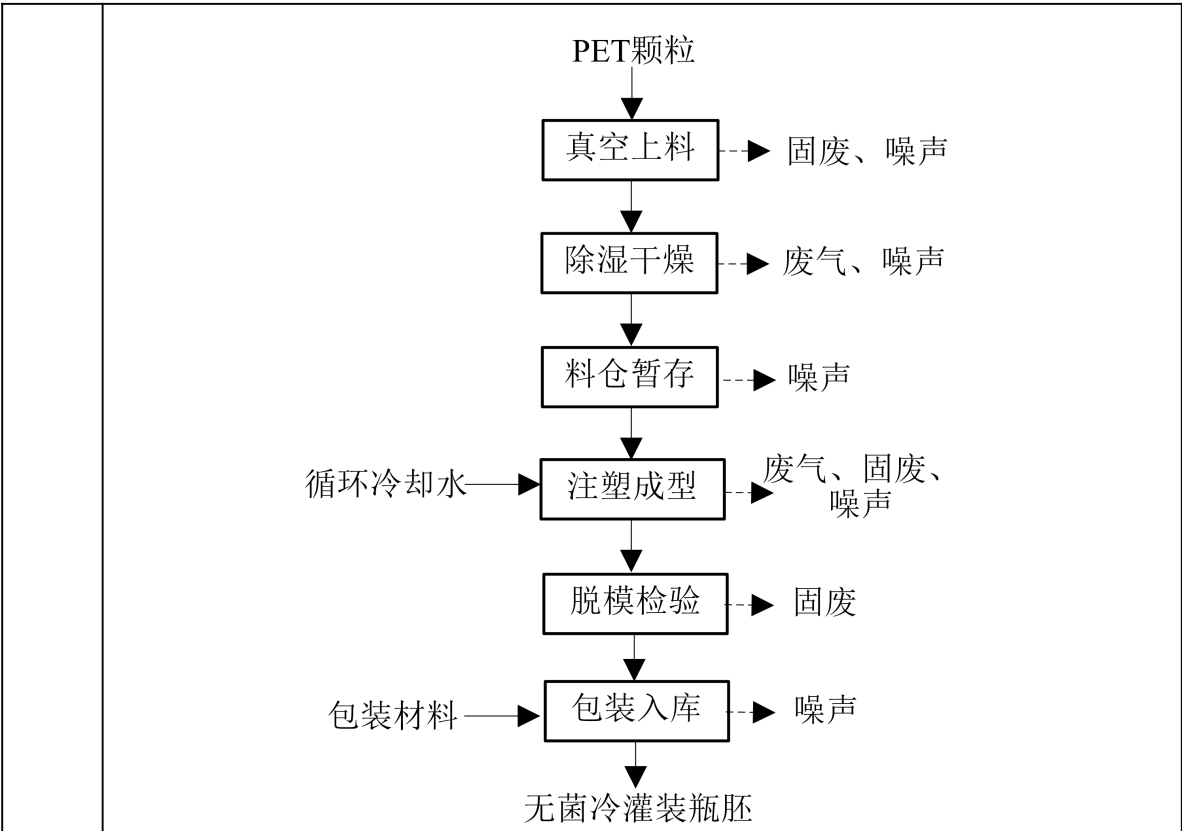 PET颗粒
真空上料
固废、噪声
除湿干燥
废气、噪声
料仓暂存
噪声
循环冷却水
注塑成型
废气、固废、
噪声
脱模检验
固废
包装材料
包装入库
噪声
无菌冷灌装瓶胚